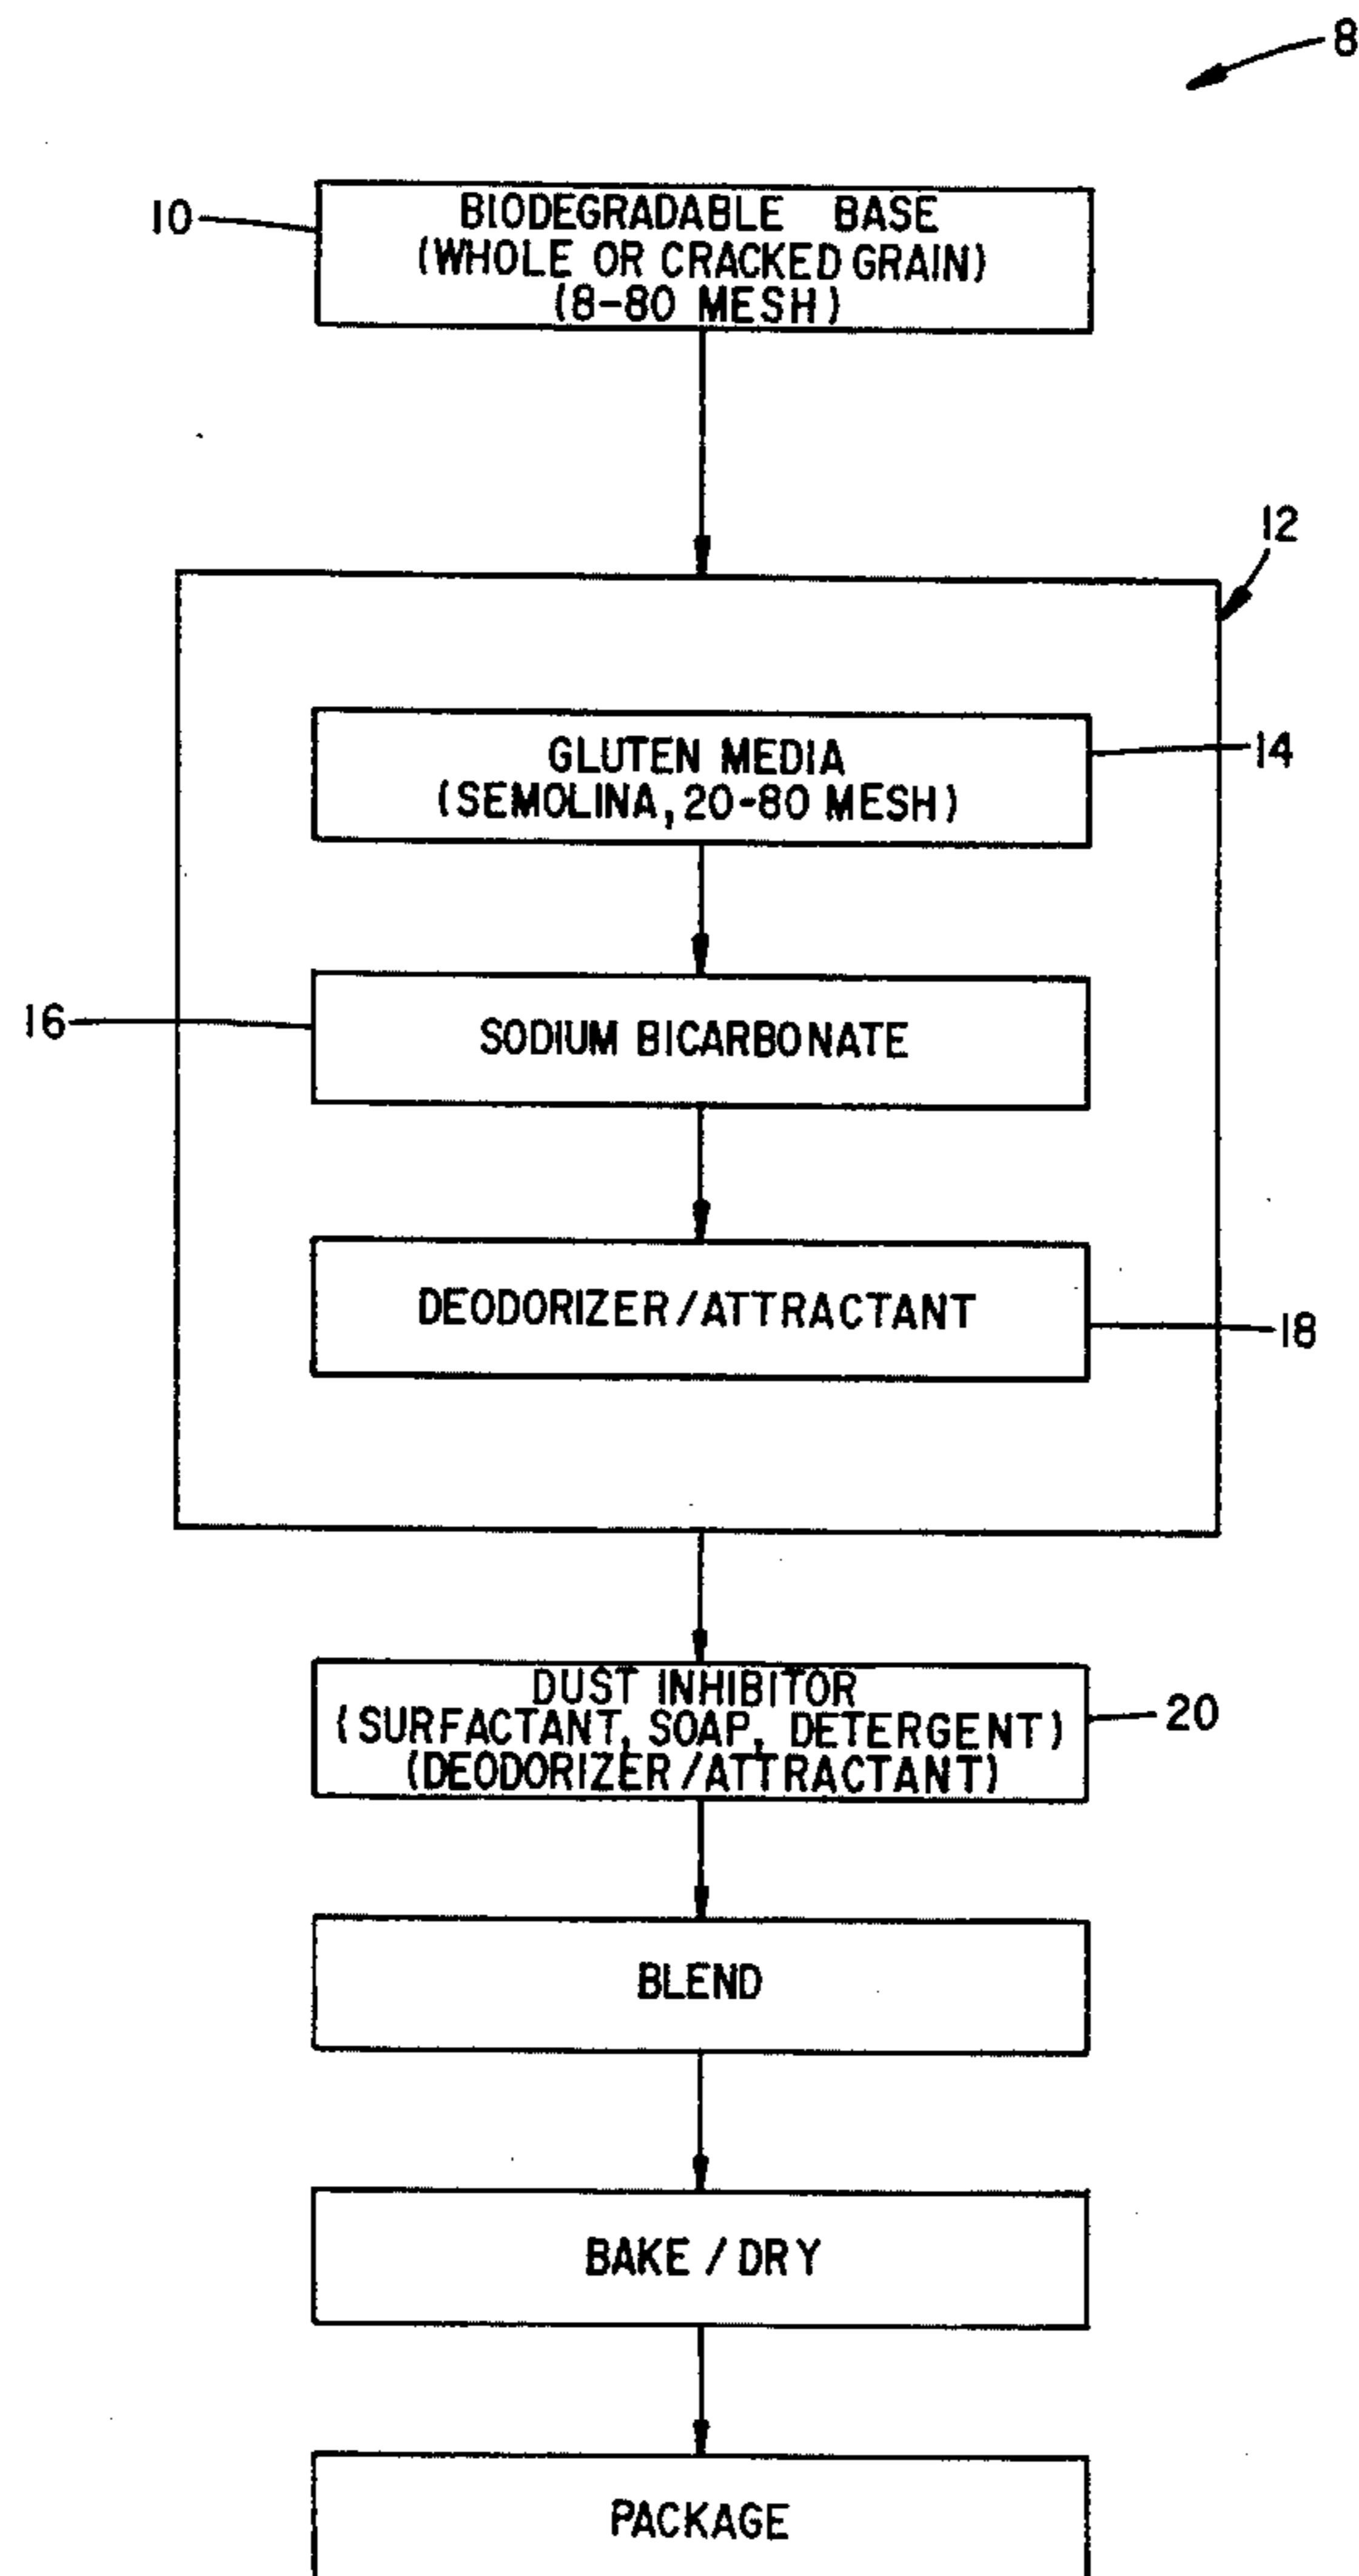 8
10
BIODEGRADABLE BASE
(WHOLE OR CRACKED GRAIN)
(8-80 MESH)
12
GLUTEN MEDIA
(SEMOLINA, 20-80 MESH)
14
16
SODIUM BICARBONATE
DEODORIZER/ATTRACTANT
18
DUST INHIBITOR
(SURFACTANT, SOAP, DETERGENT)
(DEODORIZER/ATTRACTANT)
20
BLEND
BAKE/DRY
PACKAGE